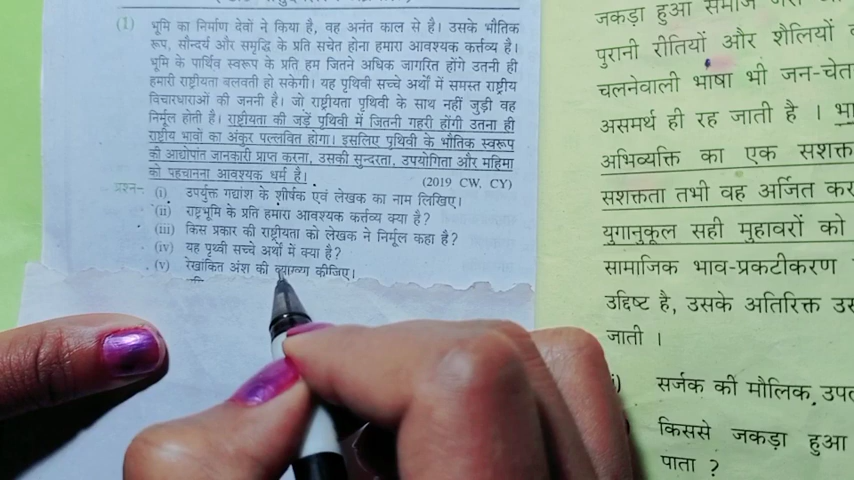 (1) भूमि का निर्माण देवों ने किया है, वह अनंत काल से है। उसके भौतिक
रूप, सौन्दर्य और समृद्धि के प्रति सचेत होना हमारा आवश्यक कर्त्तव्य है।
भूमि के पार्थिव स्वरूप के प्रति हम जितने अधिक जागरित होंगे उतनी ही
हमारी राष्ट्रीयता बलवती हो सकेगी। यह पृथिवी सच्चे अर्थों में समस्त राष्ट्रीय
विचारधाराओं की जननी है। जो राष्ट्रीयता पृथिवी के साथ नहीं जुड़ी वह
निर्मूल होती है। राष्ट्रीयता की जड़ें पृथिवी में जितनी गहरी होंगी उतना ही
राष्ट्रीय भावों का अंकुर पल्लवित होगा। इसलिए पृथिवी के भौतिक स्वरूप
की आद्योपांत जानकारी प्राप्त करना, उसकी सुन्दरता, उपयोगिता और महिमा
को पहचानना आवश्यक धर्म है।
(2019 CW, CY)
प्रश्न– (i) उपर्युक्त गद्यांश के शीर्षक एवं लेखक का नाम लिखिए।
(ii) राष्ट्रभूमि के प्रति हमारा आवश्यक कर्तव्य क्या है?
(iii) किस प्रकार की राष्ट्रीयता को लेखक ने निर्मूल कहा है?
(iv) यह पृथ्वी सच्चे अर्थों में क्या है?
(v) रेखांकित अंश की व्याख्या कीजिए।
जकड़ा हुआ समाज
पुरानी रीतियों और शैलियों
चलनेवाली भाषा भी जन-चेत
असमर्थ ही रह जाती है ।
अभिव्यक्ति का एक सशक्त
सशक्तता तभी वह अर्जित कर
युगानुकूल सही मुहावरों को
सामाजिक भाव-प्रकटीकरण
उद्दिष्ट है, उसके अतिरिक्त
जाती ।
सर्जक की मौलिक
किससे जकड़ा हुआ
पाता ?